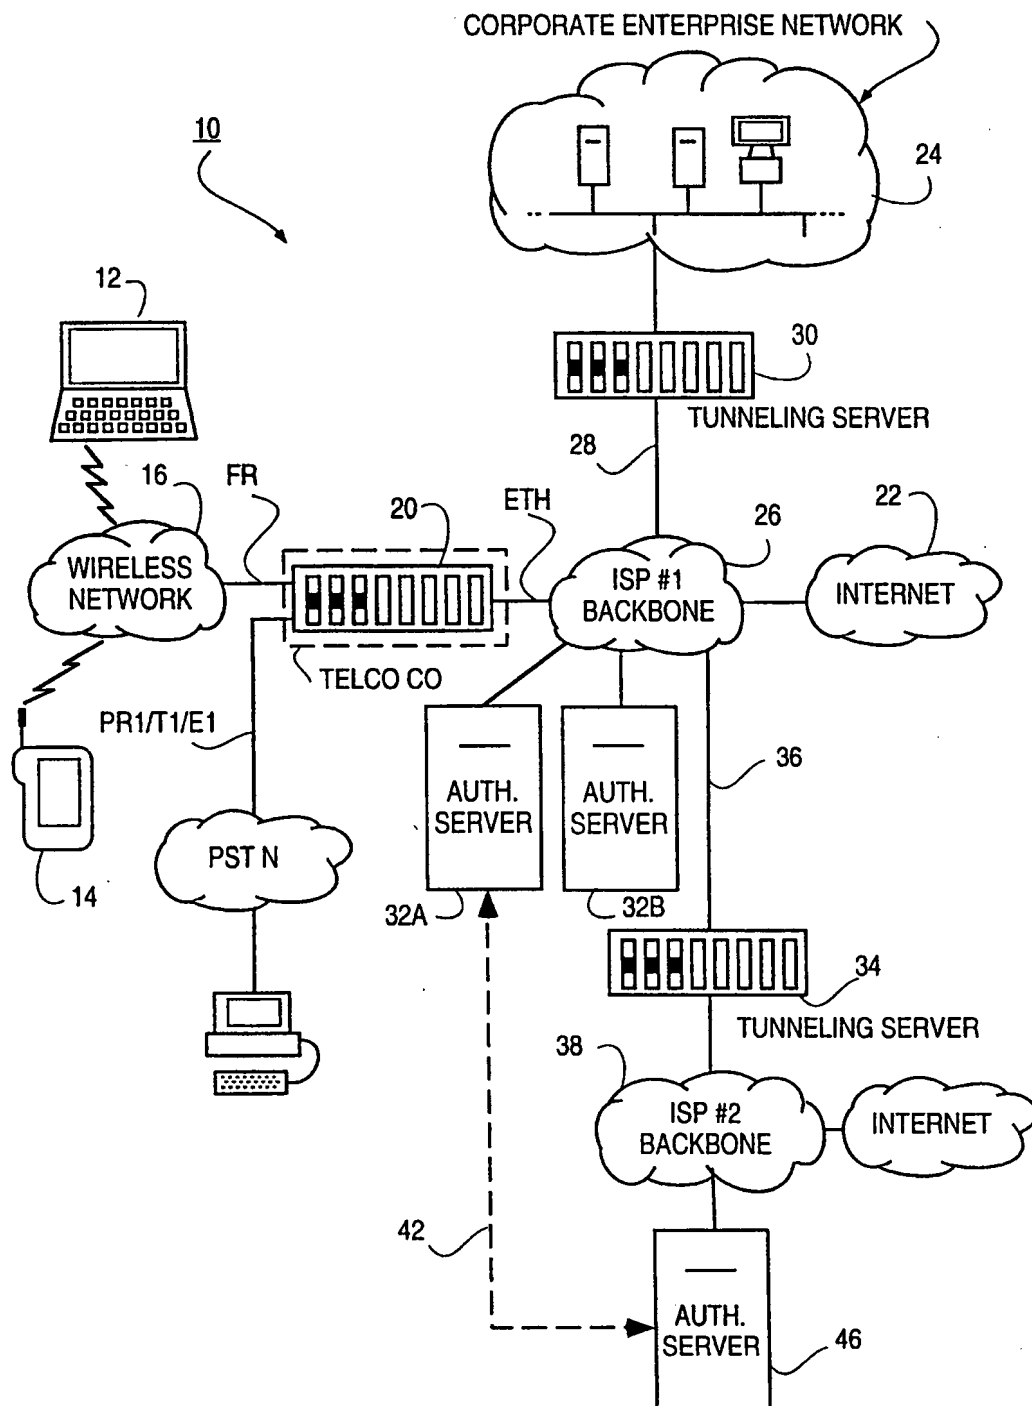 CORPORATE ENTERPRISE NETWORK
10
24
12
30
TUNNELING SERVER
28
16
FR
20
ETH
26
22
WIRELESS
NETWORK
ISP #1
BACKBONE
INTERNET
TELCO CO
PR1/T1/E1
36
AUTH.
SERVER
AUTH.
SERVER
PST N
14
32A
32B
34
TUNNELING SERVER
38
ISP #2
BACKBONE
INTERNET
42
AUTH.
SERVER
46